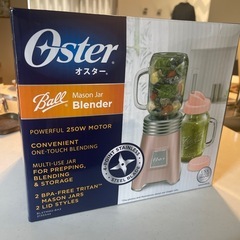 Oster
オスター.
Ball Mason Jar
Blender
POWERFUL 250W MOTOR
CONVENIENT
ONE-TOUCH BLENDING
MULTI-USE JAR
FOR PREPPING,
BLENDING
& STORAGE
2 BPA-FREE TRITAN™
MASON JARS
2 LID STYLES
Oster